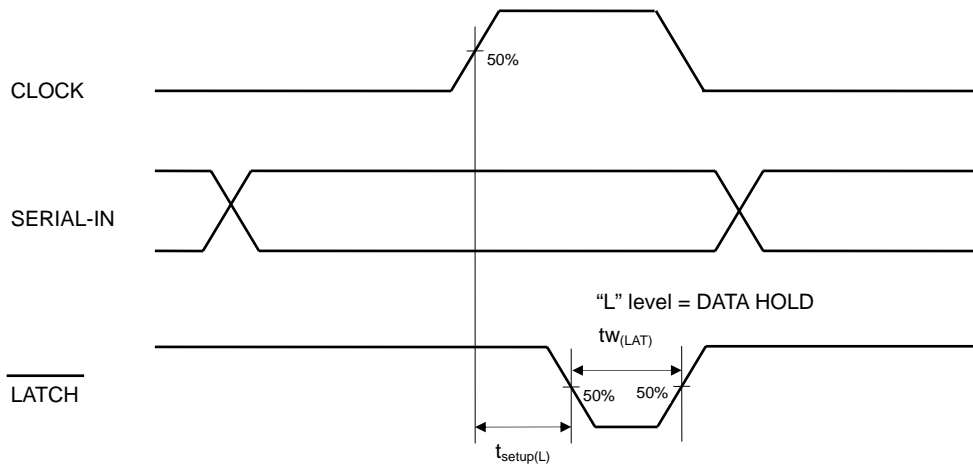 50%
CLOCK
SERIAL-IN
“L” level = DATA HOLD
tw(LAT)
LATCH
50%
50%
tsetup(L)